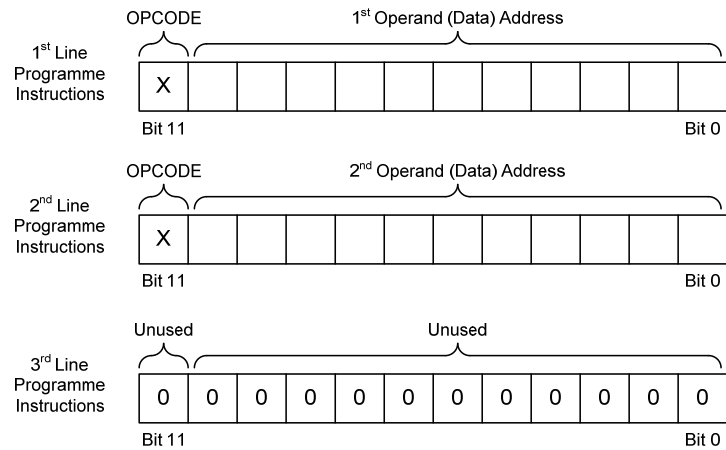 OPCODE
1st Operand (Data) Address
1st Line
Programme
Instructions
X
Bit 11
Bit 0
OPCODE
2nd Operand (Data) Address
2nd Line
Programme
Instructions
X
Bit 11
Bit 0
Unused
Unused
3rd Line
Programme
Instructions
0 0 0 0 0 0 0 0 0 0 0 0
Bit 11
Bit 0